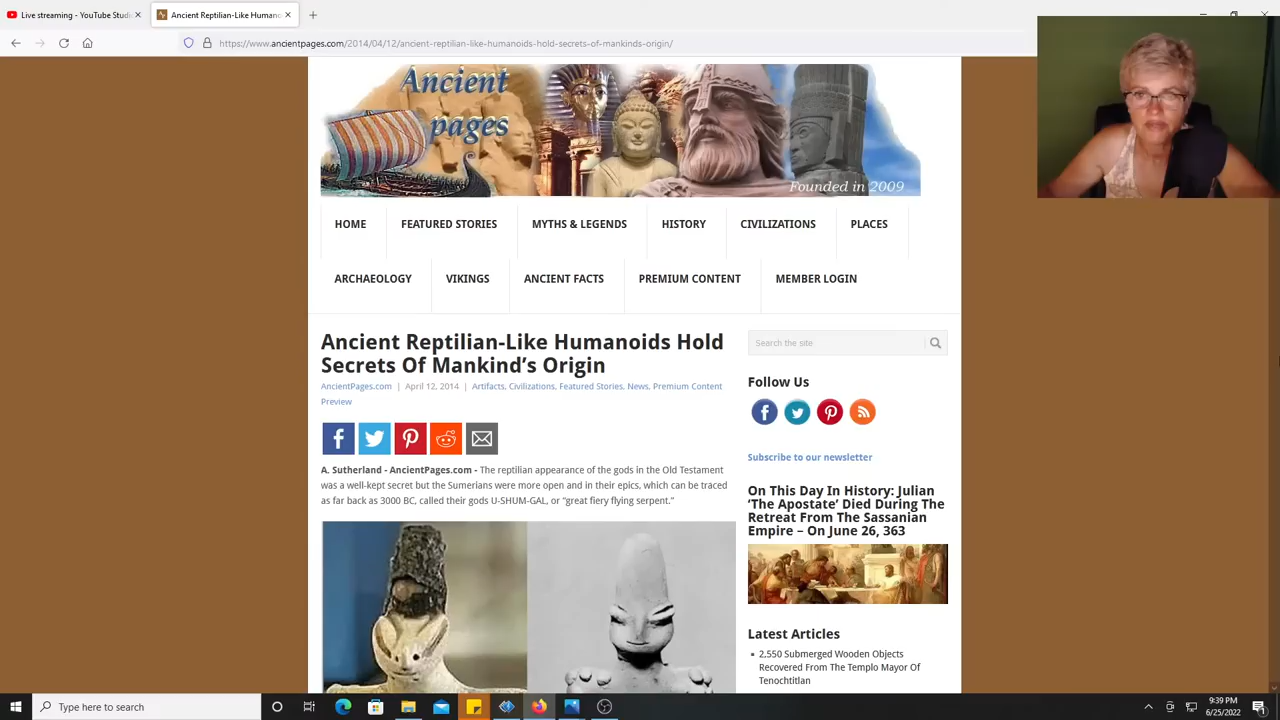 Live streaming - YouTube Stud
Ancient Reptilian-Like Humano
https://www.ancientpages.com/2014/04/12/ancient-reptilian-like-humanoids-hold-secrets-of-mankinds-origin/
Ancient
pages
Founded in 2009
HOME FEATURED STORIES MYTHS & LEGENDS HISTORY CIVILIZATIONS PLACES
ARCHAEOLOGY VIKINGS ANCIENT FACTS PREMIUM CONTENT MEMBER LOGIN
Ancient Reptilian-Like Humanoids Hold
Secrets Of Mankind’s Origin
AncientPages.com | April 12, 2014 | Artifacts, Civilizations, Featured Stories, News, Premium Content
Preview
A. Sutherland - AncientPages.com - The reptilian appearance of the gods in the Old Testament
was a well-kept secret but the Sumerians were more open and in their epics, which can be traced
as far back as 3000 BC, called their gods U-SHUM-GAL, or “great fiery flying serpent.”
Search the site
Follow Us
Subscribe to our newsletter
On This Day In History: Julian
‘The Apostate’ Died During The
Retreat From The Sassanian
Empire – On June 26, 363
Latest Articles
2,550 Submerged Wooden Objects
Recovered From The Templo Mayor Of
Tenochtitlan
Type here to search
9:39 PM
6/25/2022